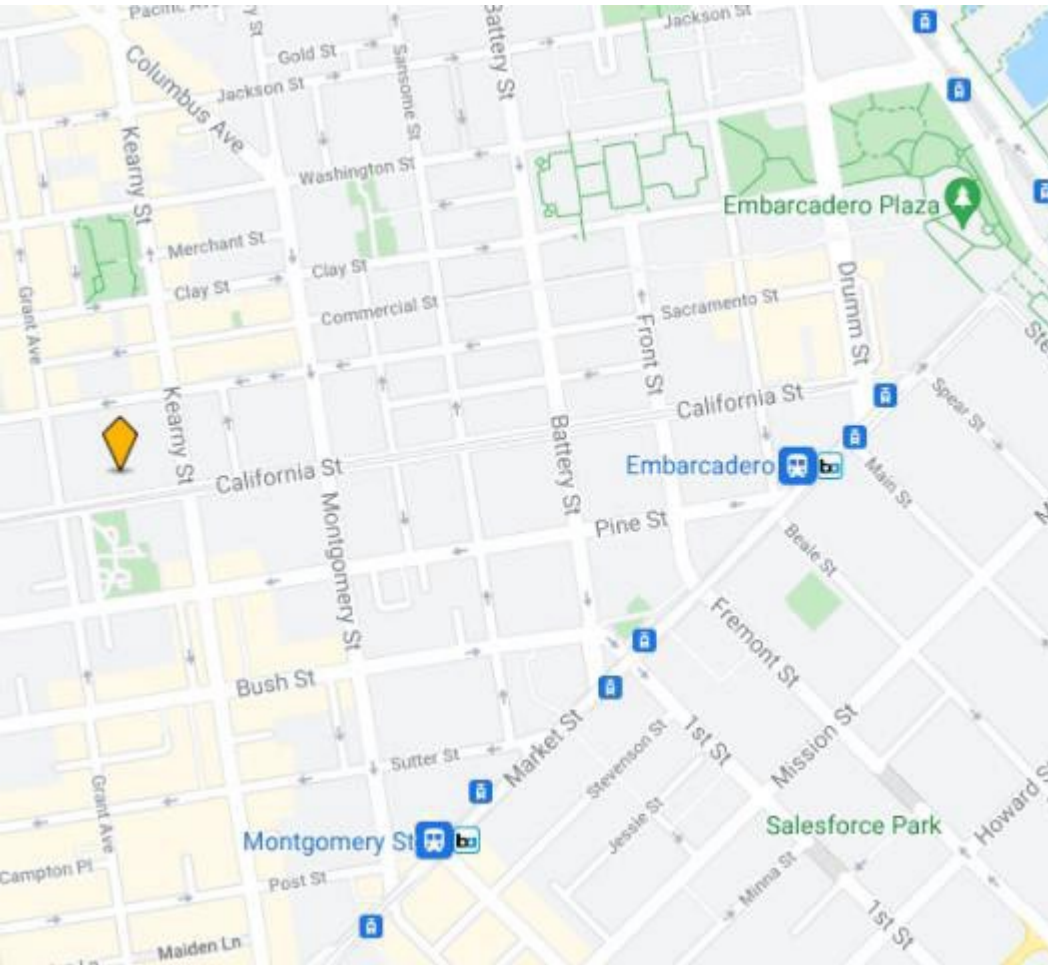 Pacific Ave
Jackson St
Battery St
Gold St
Sansome St
Columbus Ave
Jackson St
Kearny St
Washington St
Embarcadero Plaza
Merchant St
Clay St
Clay St
Drumm St
Grant Ave
Commercial St
Sacramento St
Front St
Kearny St
California St
Spear St
Battery St
California St
Embarcadero
Main St
Montgomery St
Pine St
Beale St
Fremont St
Bush St
Market St
Stevenson St
1st St
Mission St
Sutter St
Grant Ave
Jessie St
Howard S
Salesforce Park
Montgomery St
Campton Pl
Post St
Minna St
1st St
Maiden Ln